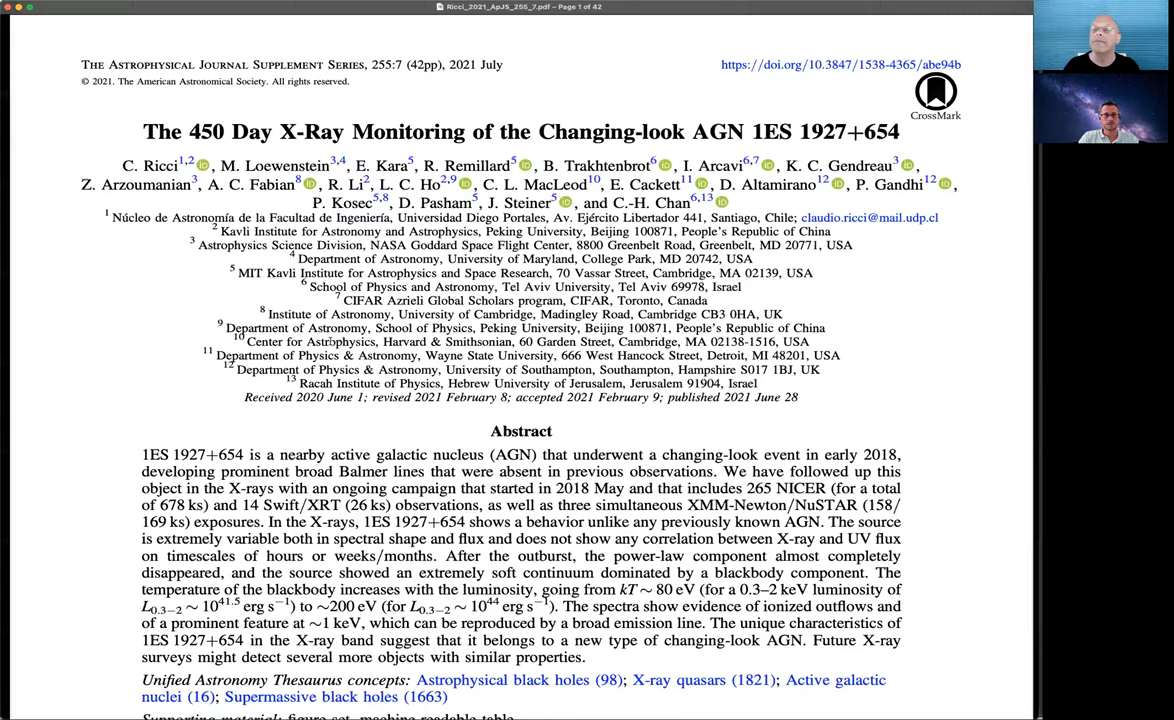 Ricci_2021_ApJS_255_7.pdf – Page 1 of 42
The Astrophysical Journal Supplement Series, 255:7 (42pp), 2021 July
https://doi.org/10.3847/1538-4365/abe94b
© 2021. The American Astronomical Society. All rights reserved.
CrossMark
The 450 Day X-Ray Monitoring of the Changing-look AGN 1ES 1927+654
C. Ricci1,2, M. Loewenstein3,4, E. Kara5, R. Remillard5, B. Trakhtenbrot6, I. Arcavi6,7, K. C. Gendreau3,
Z. Arzoumanian3, A. C. Fabian8, R. Li2, L. C. Ho2,9, C. L. MacLeod10, E. Cackett11, D. Altamirano12, P. Gandhi12,
P. Kosec5,8, D. Pasham5, J. Steiner5, and C.-H. Chan6,13
1 Núcleo de Astronomía de la Facultad de Ingeniería, Universidad Diego Portales, Av. Ejército Libertador 441, Santiago, Chile; claudio.ricci@mail.udp.cl
2 Kavli Institute for Astronomy and Astrophysics, Peking University, Beijing 100871, People's Republic of China
3 Astrophysics Science Division, NASA Goddard Space Flight Center, 8800 Greenbelt Road, Greenbelt, MD 20771, USA
4 Department of Astronomy, University of Maryland, College Park, MD 20742, USA
5 MIT Kavli Institute for Astrophysics and Space Research, 70 Vassar Street, Cambridge, MA 02139, USA
6 School of Physics and Astronomy, Tel Aviv University, Tel Aviv 69978, Israel
7 CIFAR Azrieli Global Scholars program, CIFAR, Toronto, Canada
8 Institute of Astronomy, University of Cambridge, Madingley Road, Cambridge CB3 0HA, UK
9 Department of Astronomy, School of Physics, Peking University, Beijing 100871, People's Republic of China
10 Center for Astrophysics, Harvard & Smithsonian, 60 Garden Street, Cambridge, MA 02138-1516, USA
11 Department of Physics & Astronomy, Wayne State University, 666 West Hancock Street, Detroit, MI 48201, USA
12 Department of Physics & Astronomy, University of Southampton, Southampton, Hampshire S017 1BJ, UK
13 Racah Institute of Physics, Hebrew University of Jerusalem, Jerusalem 91904, Israel
Received 2020 June 1; revised 2021 February 8; accepted 2021 February 9; published 2021 June 28
Abstract
1ES 1927+654 is a nearby active galactic nucleus (AGN) that underwent a changing-look event in early 2018,
developing prominent broad Balmer lines that were absent in previous observations. We have followed up this
object in the X-rays with an ongoing campaign that started in 2018 May and that includes 265 NICER (for a total
of 678 ks) and 14 Swift/XRT (26 ks) observations, as well as three simultaneous XMM-Newton/NuSTAR (158/
169 ks) exposures. In the X-rays, 1ES 1927+654 shows a behavior unlike any previously known AGN. The source
is extremely variable both in spectral shape and flux and does not show any correlation between X-ray and UV flux
on timescales of hours or weeks/months. After the outburst, the power-law component almost completely
disappeared, and the source showed an extremely soft continuum dominated by a blackbody component. The
temperature of the blackbody increases with the luminosity, going from kT ~ 80 eV (for a 0.3–2 keV luminosity of
L0.3−2 ~ 10^41.5 erg s−1) to ~200 eV (for L0.3−2 ~ 10^44 erg s−1). The spectra show evidence of ionized outflows and
of a prominent feature at ~1 keV, which can be reproduced by a broad emission line. The unique characteristics of
1ES 1927+654 in the X-ray band suggest that it belongs to a new type of changing-look AGN. Future X-ray
surveys might detect several more objects with similar properties.
Unified Astronomy Thesaurus concepts: Astrophysical black holes (98); X-ray quasars (1821); Active galactic
nuclei (16); Supermassive black holes (1663)
Supporting material: figure set, machine-readable table